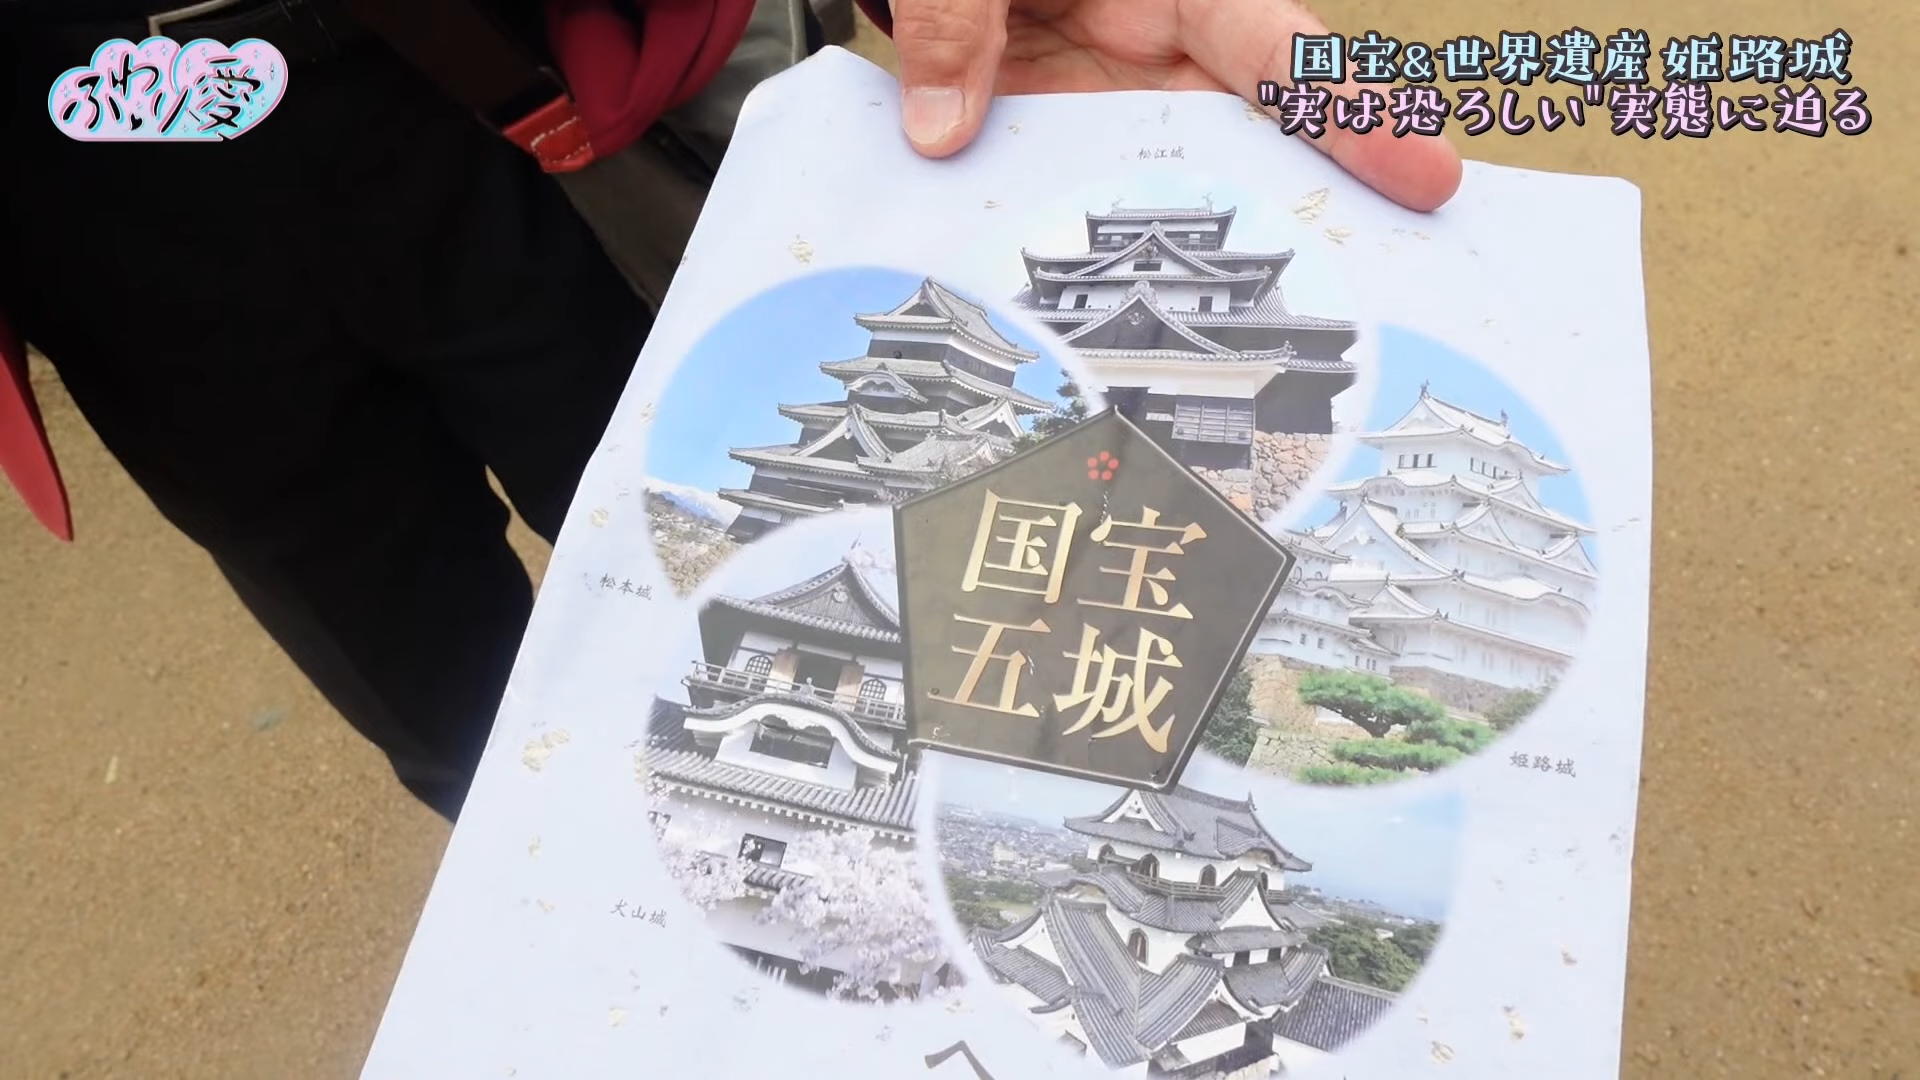 ふわり愛
国宝&世界遺産 姫路城
"実は恐ろしい"実態に迫る
松江城
国宝
五城
松本城
姫路城
犬山城